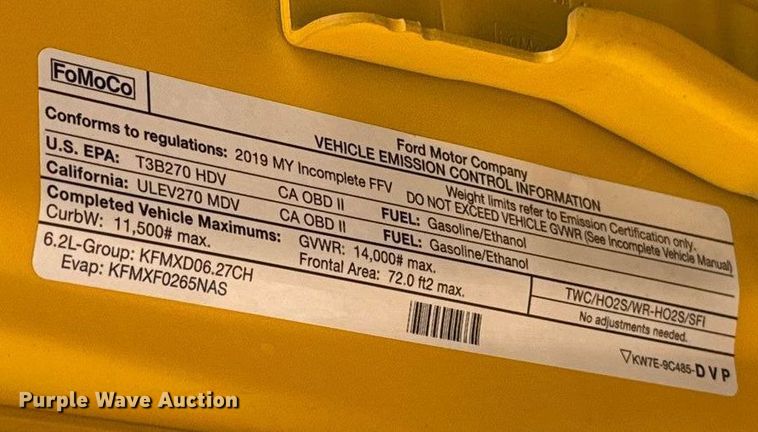 FoMoCo
Ford Motor Company
VEHICLE EMISSION CONTROL INFORMATION
Conforms to regulations: 2019 MY Incomplete FFV
Weight limits refer to Emission Certification only.
U.S. EPA: T3B270 HDV CA OBD II FUEL: Gasoline/Ethanol
DO NOT EXCEED VEHICLE GVWR (See Incomplete Vehicle Manual)
California: ULEV270 MDV CA OBD II FUEL: Gasoline/Ethanol
Completed Vehicle Maximums: GVWR: 14,000# max.
CurbW: 11,500# max. Frontal Area: 72.0 ft2 max.
6.2L-Group: KFMXD06.27CH
Evap: KFMXF0265NAS
TWC/HO2S/WR-HO2S/SFI
No adjustments needed.
▽KW7E-9C485-D V P
Purple Wave Auction